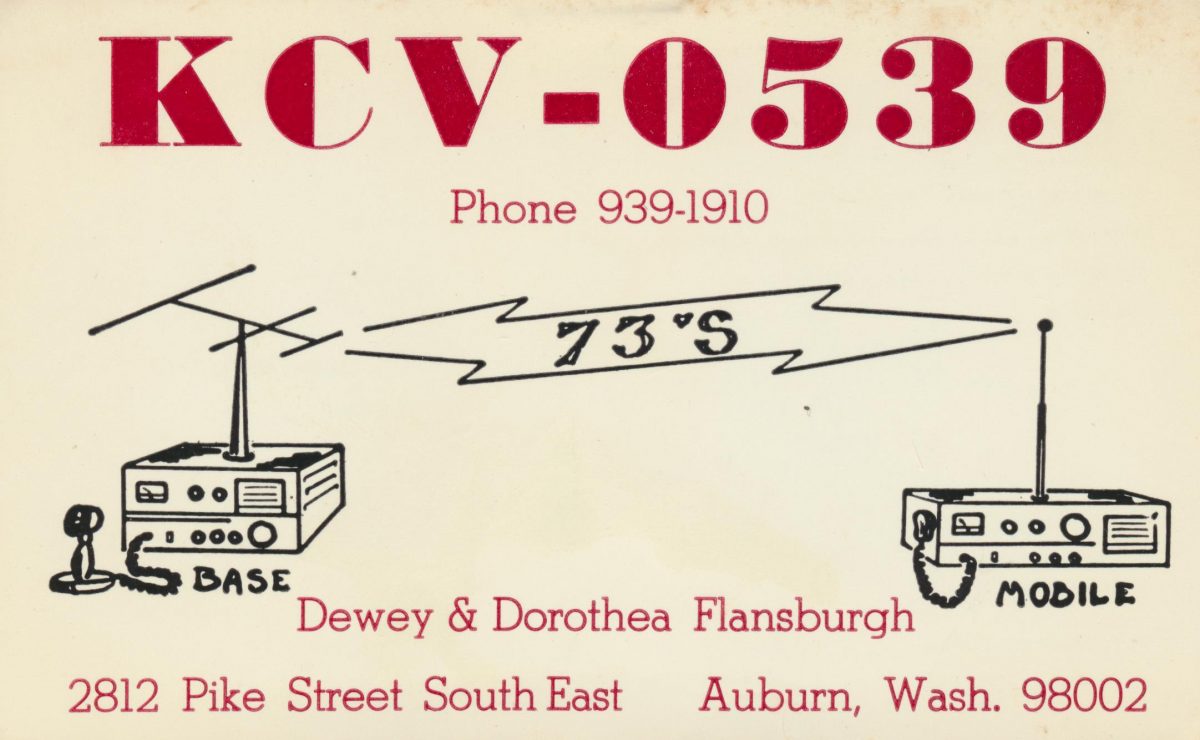 KCV-0539
Phone 939-1910
73's
BASE
MOBILE
Dewey & Dorothea Flansburgh
2812 Pike Street South East Auburn, Wash. 98002